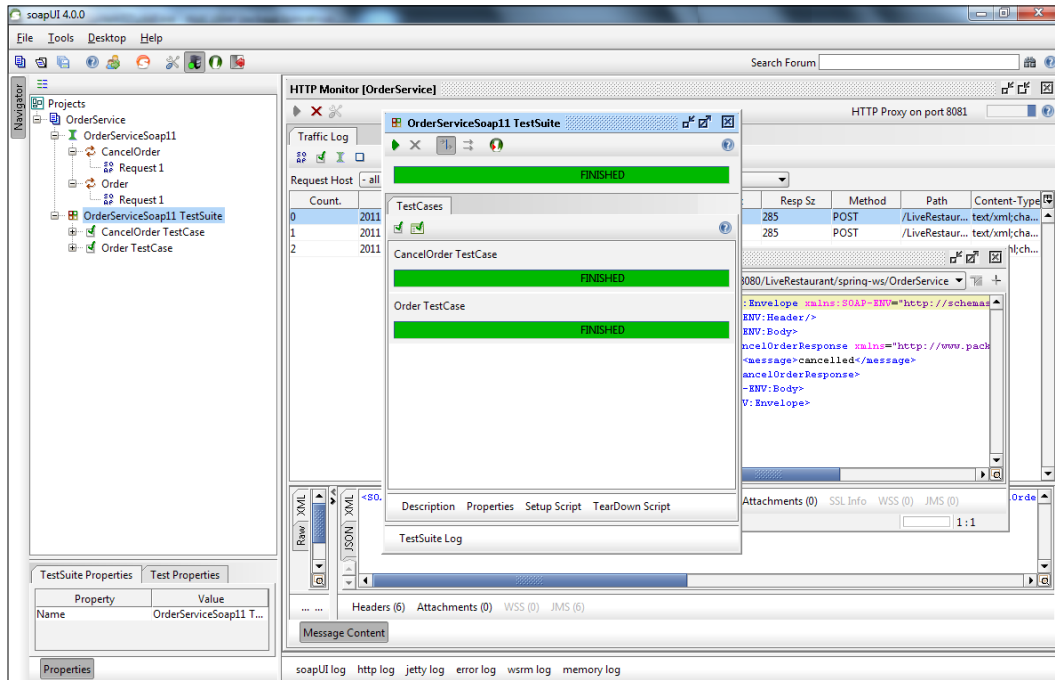 soapUI 4.0.0
File Tools Desktop Help
Search Forum
Navigator
Projects
OrderService
OrderServiceSoap11
CancelOrder
Request 1
Order
Request 1
OrderServiceSoap11 TestSuite
CancelOrder TestCase
Order TestCase
TestSuite Properties Test Properties
Property Value
Name OrderServiceSoap11 T...
Properties
HTTP Monitor [OrderService]
HTTP Proxy on port 8081
Traffic Log
Request Host - all
Count. Resp Sz Method Path Content-Type
0 2011 285 POST /LiveRestaur... text/xml;cha...
1 2011 285 POST /LiveRestaur... text/xml;cha...
2 2011
OrderServiceSoap11 TestSuite
FINISHED
TestCases
CancelOrder TestCase
FINISHED
Order TestCase
FINISHED
Description Properties Setup Script TearDown Script
TestSuite Log
8080/LiveRestaurant/spring-ws/OrderService
:Envelope xmlns:SOAP-ENV="http://schemas
ENV:Header/>
ENV:Body>
ncelOrderResponse xmlns="http://www.pack
<message>cancelled</message>
ancelOrderResponse>
-ENV:Body>
V:Envelope>
Attachments (0) SSL Info WSS (0) JMS (0)
1:1
Raw XML
JSON XML
<SO
.Orde
... ... Headers (6) Attachments (0) WSS (0) JMS (6)
Message Content
soapUI log http log jetty log error log wsrm log memory log